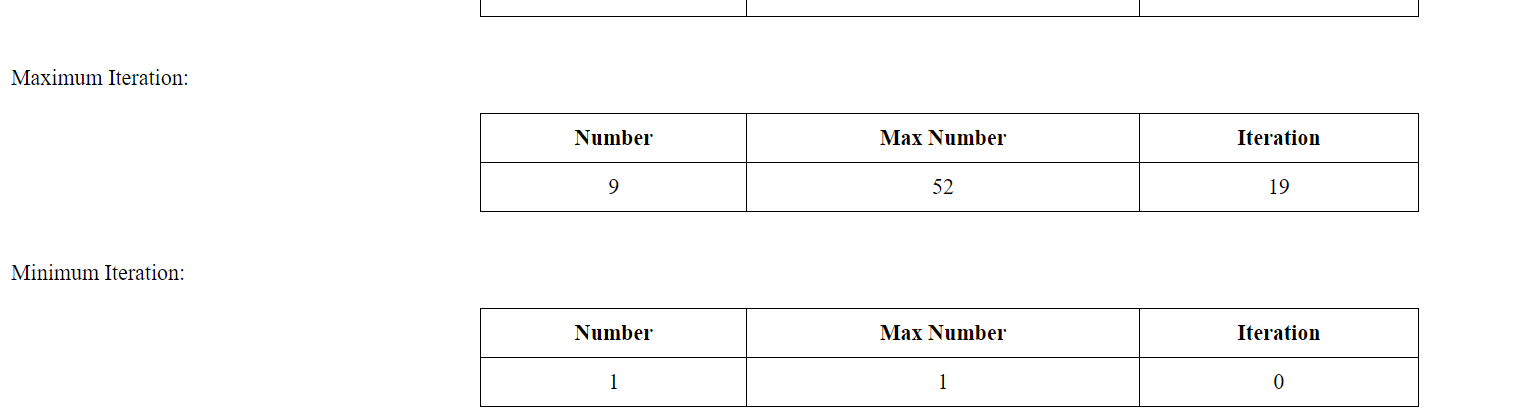 Maximum Iteration:
Number Max Number Iteration
9 52 19
Minimum Iteration:
Number Max Number Iteration
1 1 0